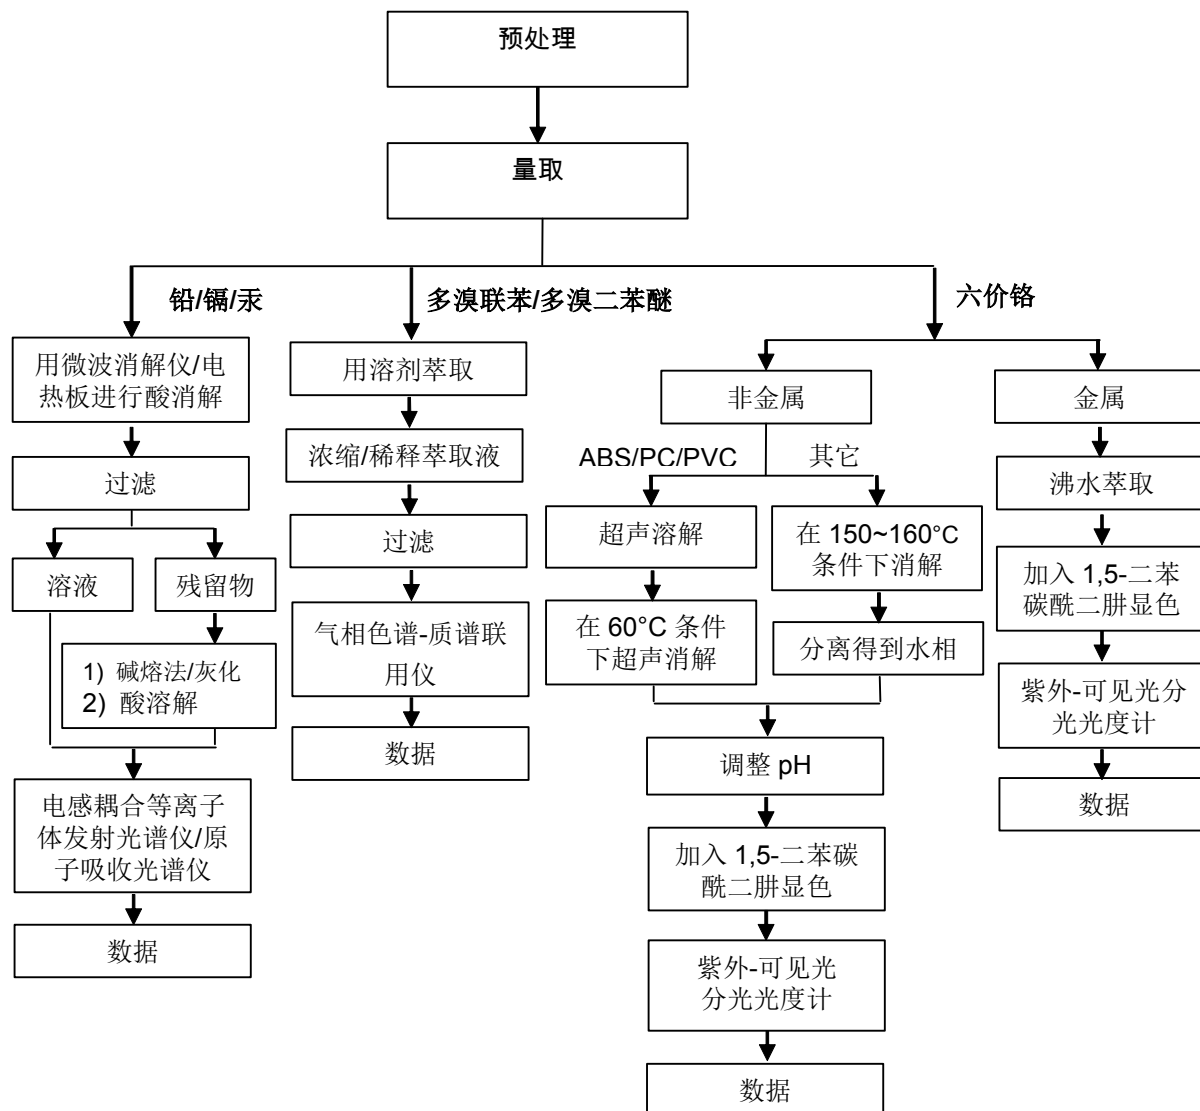 预处理
量取
铅/镉/汞
多溴联苯/多溴二苯醚
六价铬
用微波消解仪/电
热板进行酸消解
过滤
溶液
残留物
1) 碱熔法/灰化
2) 酸溶解
电感耦合等离子
体发射光谱仪/原
子吸收光谱仪
数据
用溶剂萃取
浓缩/稀释萃取液
过滤
气相色谱-质谱联
用仪
数据
非金属
ABS/PC/PVC
其它
超声溶解
在 60°C 条件
下超声消解
在 150~160°C
条件下消解
分离得到水相
调整 pH
加入 1,5-二苯碳
酰二肼显色
紫外-可见光
分光光度计
数据
金属
沸水萃取
加入 1,5-二苯
碳酰二肼显色
紫外-可见光分
光光度计
数据